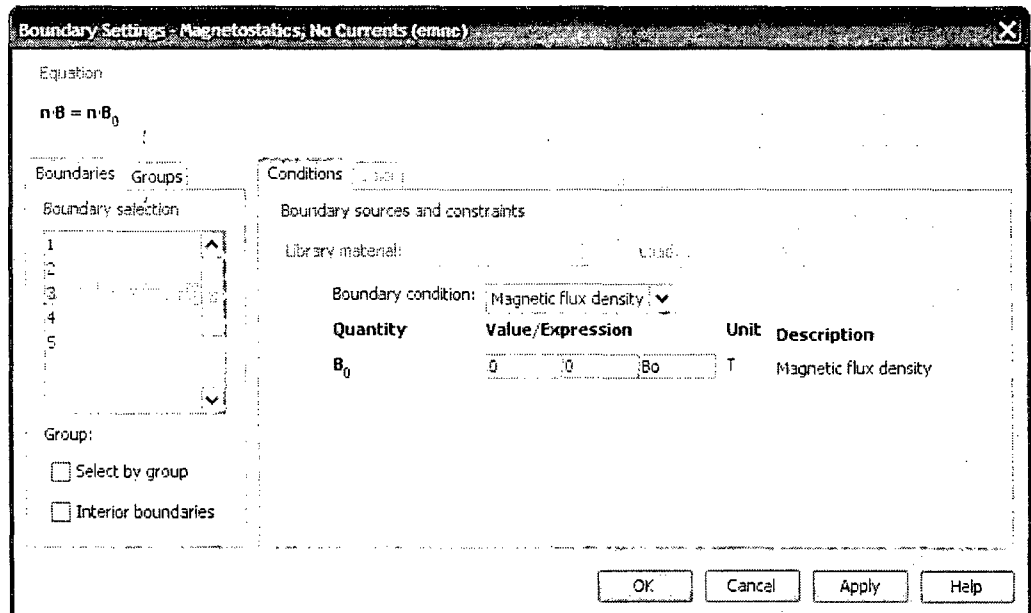 Boundary Settings - Magnetostatics, No Currents (emnc)
Equation
n·B = n·B0
Boundaries Groups
Conditions
Boundary selection
1
2
3
4
5
Boundary sources and constraints
Library material:
Boundary condition: Magnetic flux density
Quantity Value/Expression Unit Description
B0 0 0 Bo T Magnetic flux density
Group:
Select by group
Interior boundaries
OK Cancel Apply Help